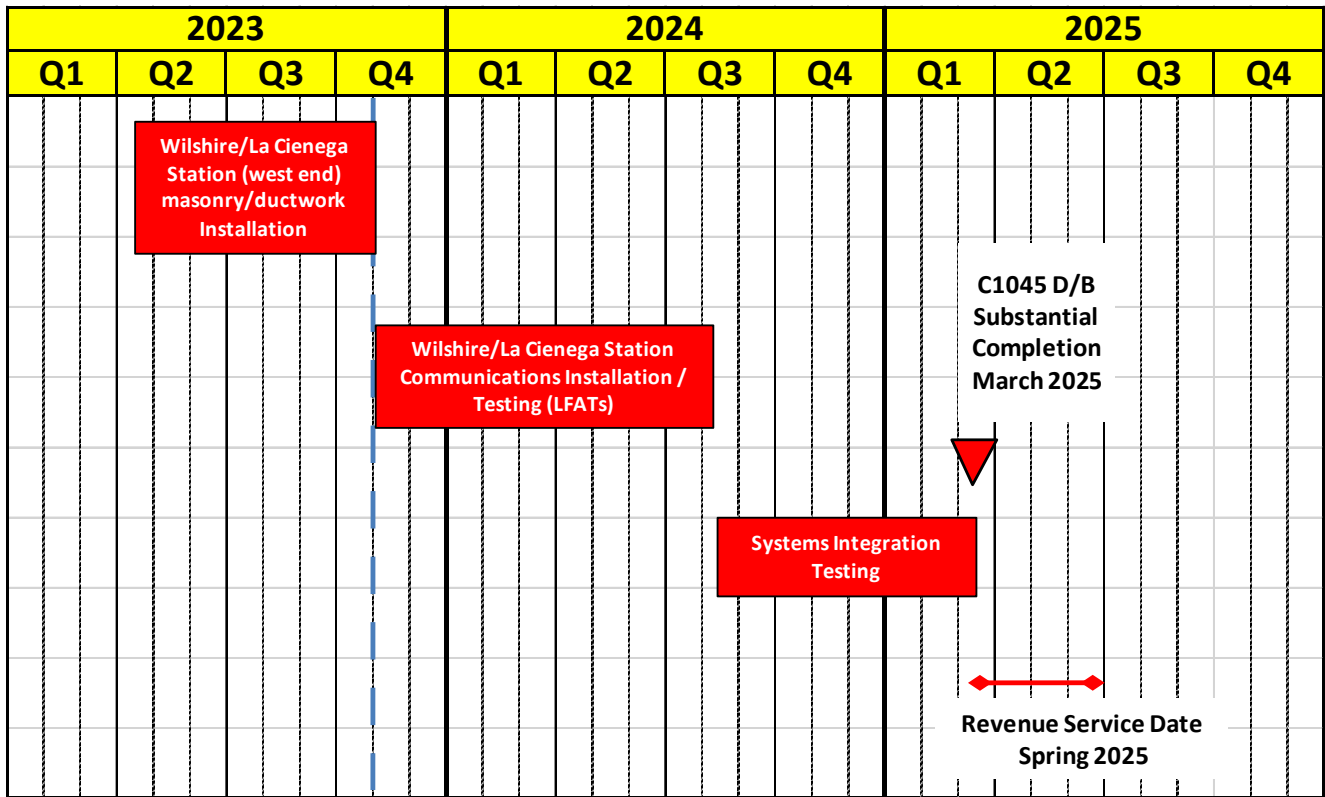 2023 2024 2025
Q1 Q2 Q3 Q4 Q1 Q2 Q3 Q4 Q1 Q2 Q3 Q4
Wilshire/La Cienega
Station (west end)
masonry/ductwork
Installation
C1045 D/B
Substantial
Completion
March 2025
Wilshire/La Cienega Station
Communications Installation /
Testing (LFATs)
Systems Integration
Testing
Revenue Service Date
Spring 2025